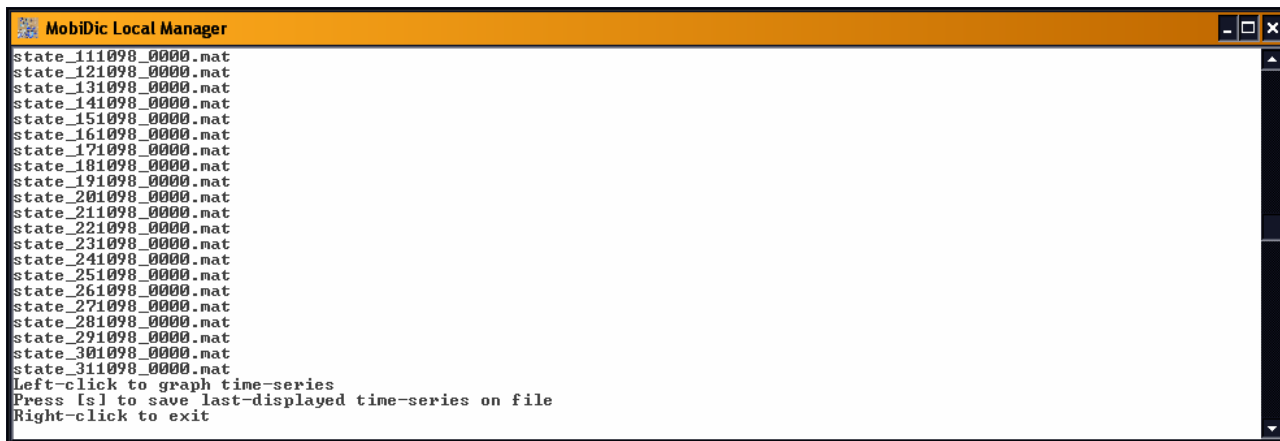 MobiDic Local Manager
state_111098_0000.mat
state_121098_0000.mat
state_131098_0000.mat
state_141098_0000.mat
state_151098_0000.mat
state_161098_0000.mat
state_171098_0000.mat
state_181098_0000.mat
state_191098_0000.mat
state_201098_0000.mat
state_211098_0000.mat
state_221098_0000.mat
state_231098_0000.mat
state_241098_0000.mat
state_251098_0000.mat
state_261098_0000.mat
state_271098_0000.mat
state_281098_0000.mat
state_291098_0000.mat
state_301098_0000.mat
state_311098_0000.mat
Left-click to graph time-series
Press [s] to save last-displayed time-series on file
Right-click to exit